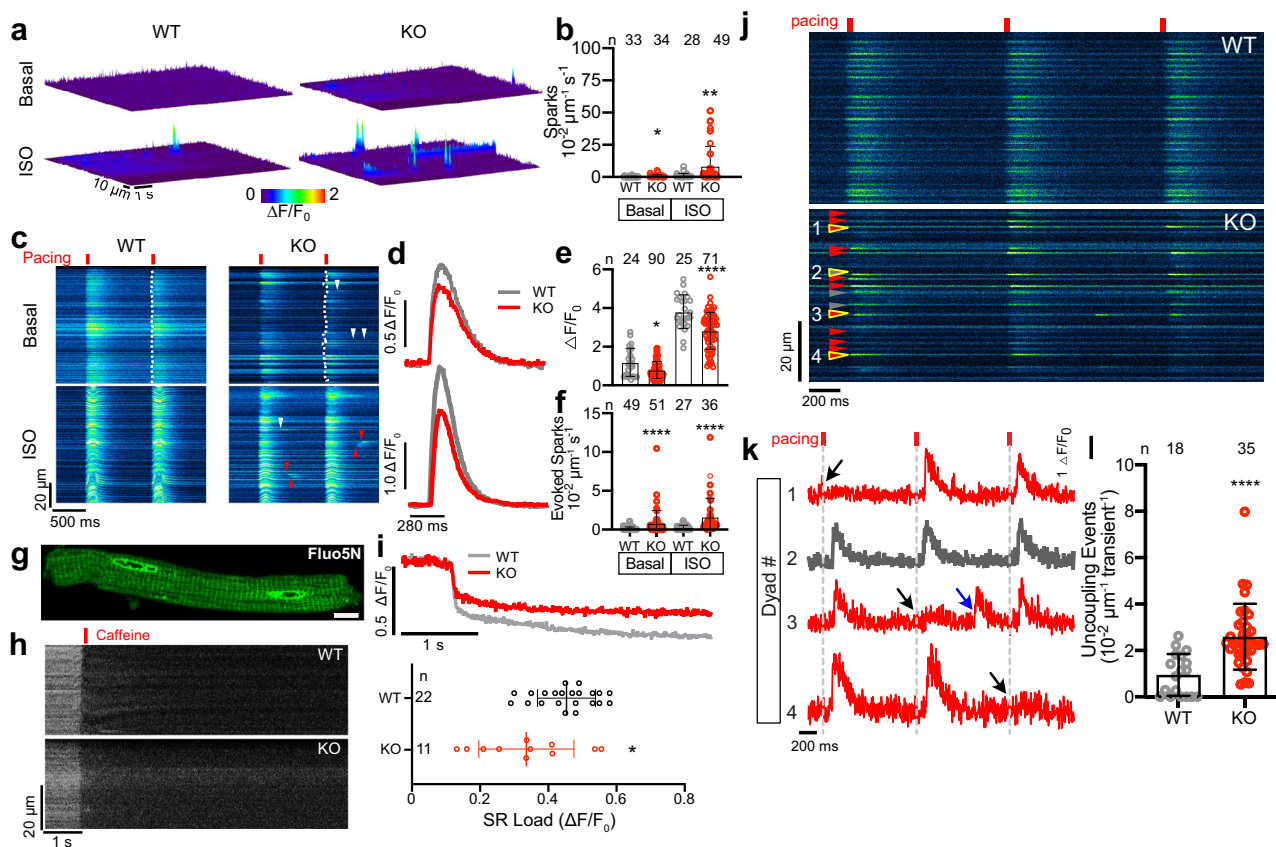 a
WT
KO
Basal
ISO
10 µm
1 s
0
2
ΔF/F0
b
n 33 34 28 49
Sparks
10-2 µm-1 s-1
100
75
50
25
0
*
**
WT KO WT KO
Basal ISO
c
WT
KO
Pacing
Basal
ISO
20 µm
500 ms
d
WT
KO
0.5 ΔF/F0
1.0 ΔF/F0
280 ms
e
n 24 90 25 71
△F/F0
6
4
2
0
*
****
f
n 49 51 27 36
Evoked Sparks
10-2 µm-1 s-1
15
10
5
0
****
****
WT KO WT KO
Basal ISO
g
Fluo5N
h
Caffeine
WT
KO
20 µm
1 s
i
WT
KO
0.5 ΔF/F0
1 s
n
WT 22
KO 11
*
0 0.2 0.4 0.6 0.8
SR Load (ΔF/F0)
j
pacing
WT
KO
1
2
3
4
20 µm
200 ms
k
pacing
1 △F/F0
Dyad #
1
2
3
4
200 ms
l
n 18 35
Uncoupling Events
(10-2 µm-1 transient-1)
10
8
6
4
2
0
****
WT KO